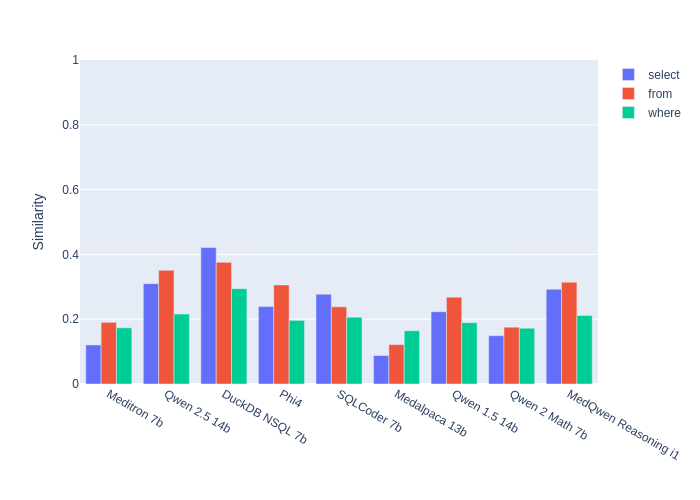 1
0.8
0.6
0.4
0.2
0
Similarity
Meditron 7b
Qwen 2.5 14b
DuckDB NSQL 7b
Phi4
SQLCoder 7b
Medalpaca 13b
Qwen 1.5 14b
Qwen 2 Math 7b
MedQwen Reasoning i1
select
from
where